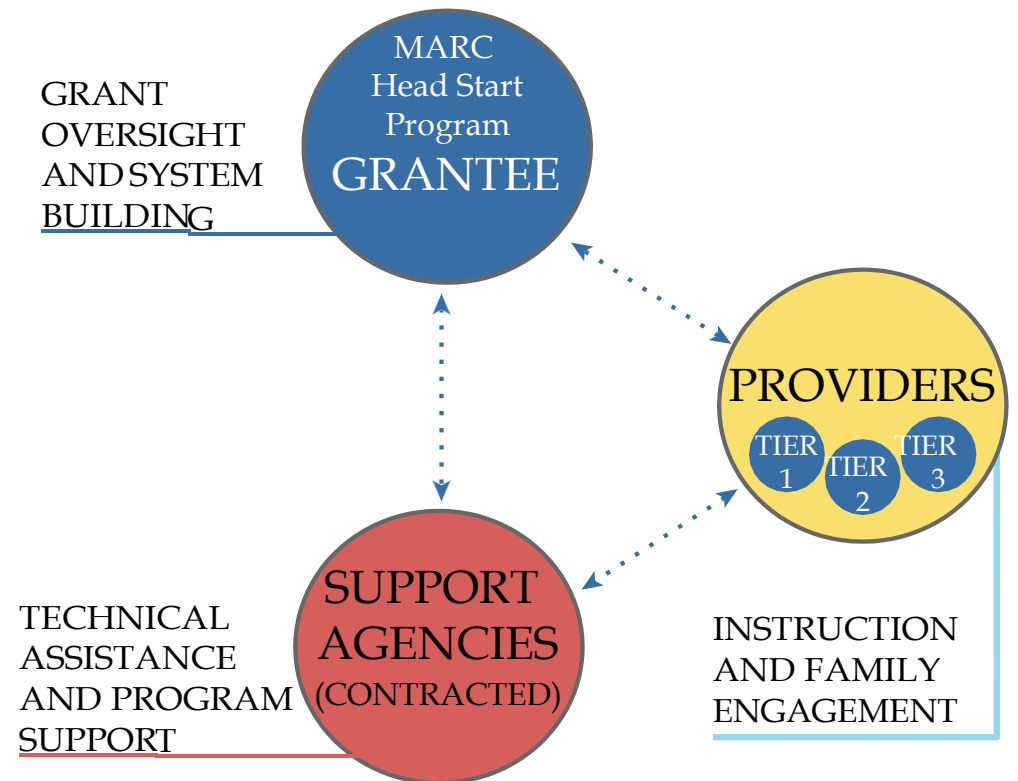 MARC
Head Start
Program
GRANTEE
GRANT
OVERSIGHT
AND SYSTEM
BUILDING
PROVIDERS
TIER
1
TIER
2
TIER
3
SUPPORT
AGENCIES
(CONTRACTED)
TECHNICAL
ASSISTANCE
AND PROGRAM
SUPPORT
INSTRUCTION
AND FAMILY
ENGAGEMENT